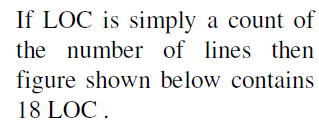 If LOC is simply a count of
the number of lines then
figure shown below contains
18 LOC .